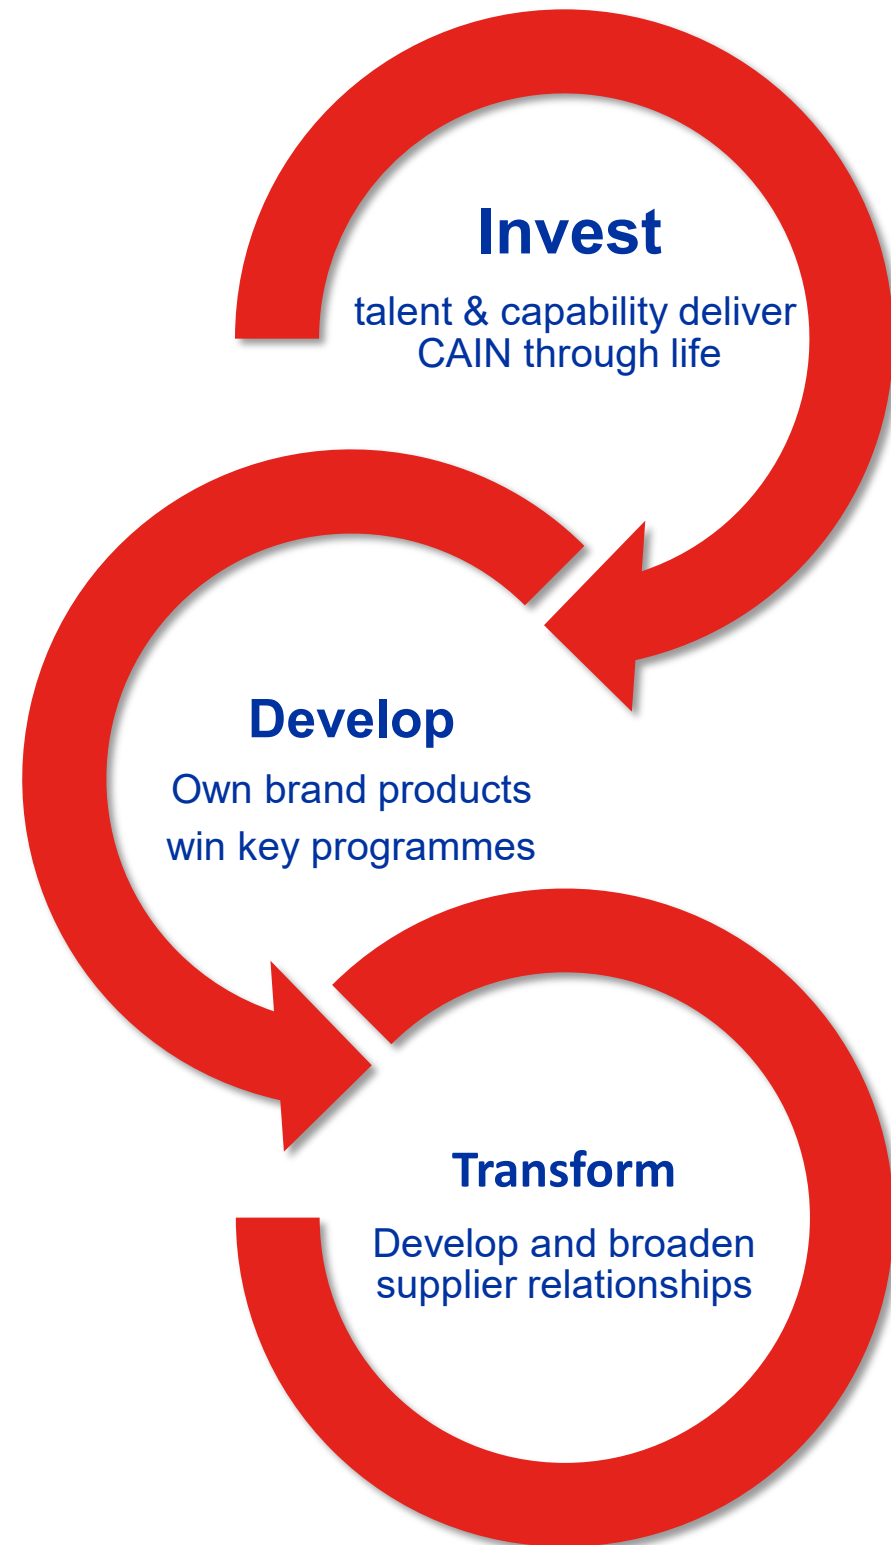 Invest
talent & capability deliver
CAIN through life
Develop
Own brand products
win key programmes
Transform
Develop and broaden
supplier relationships